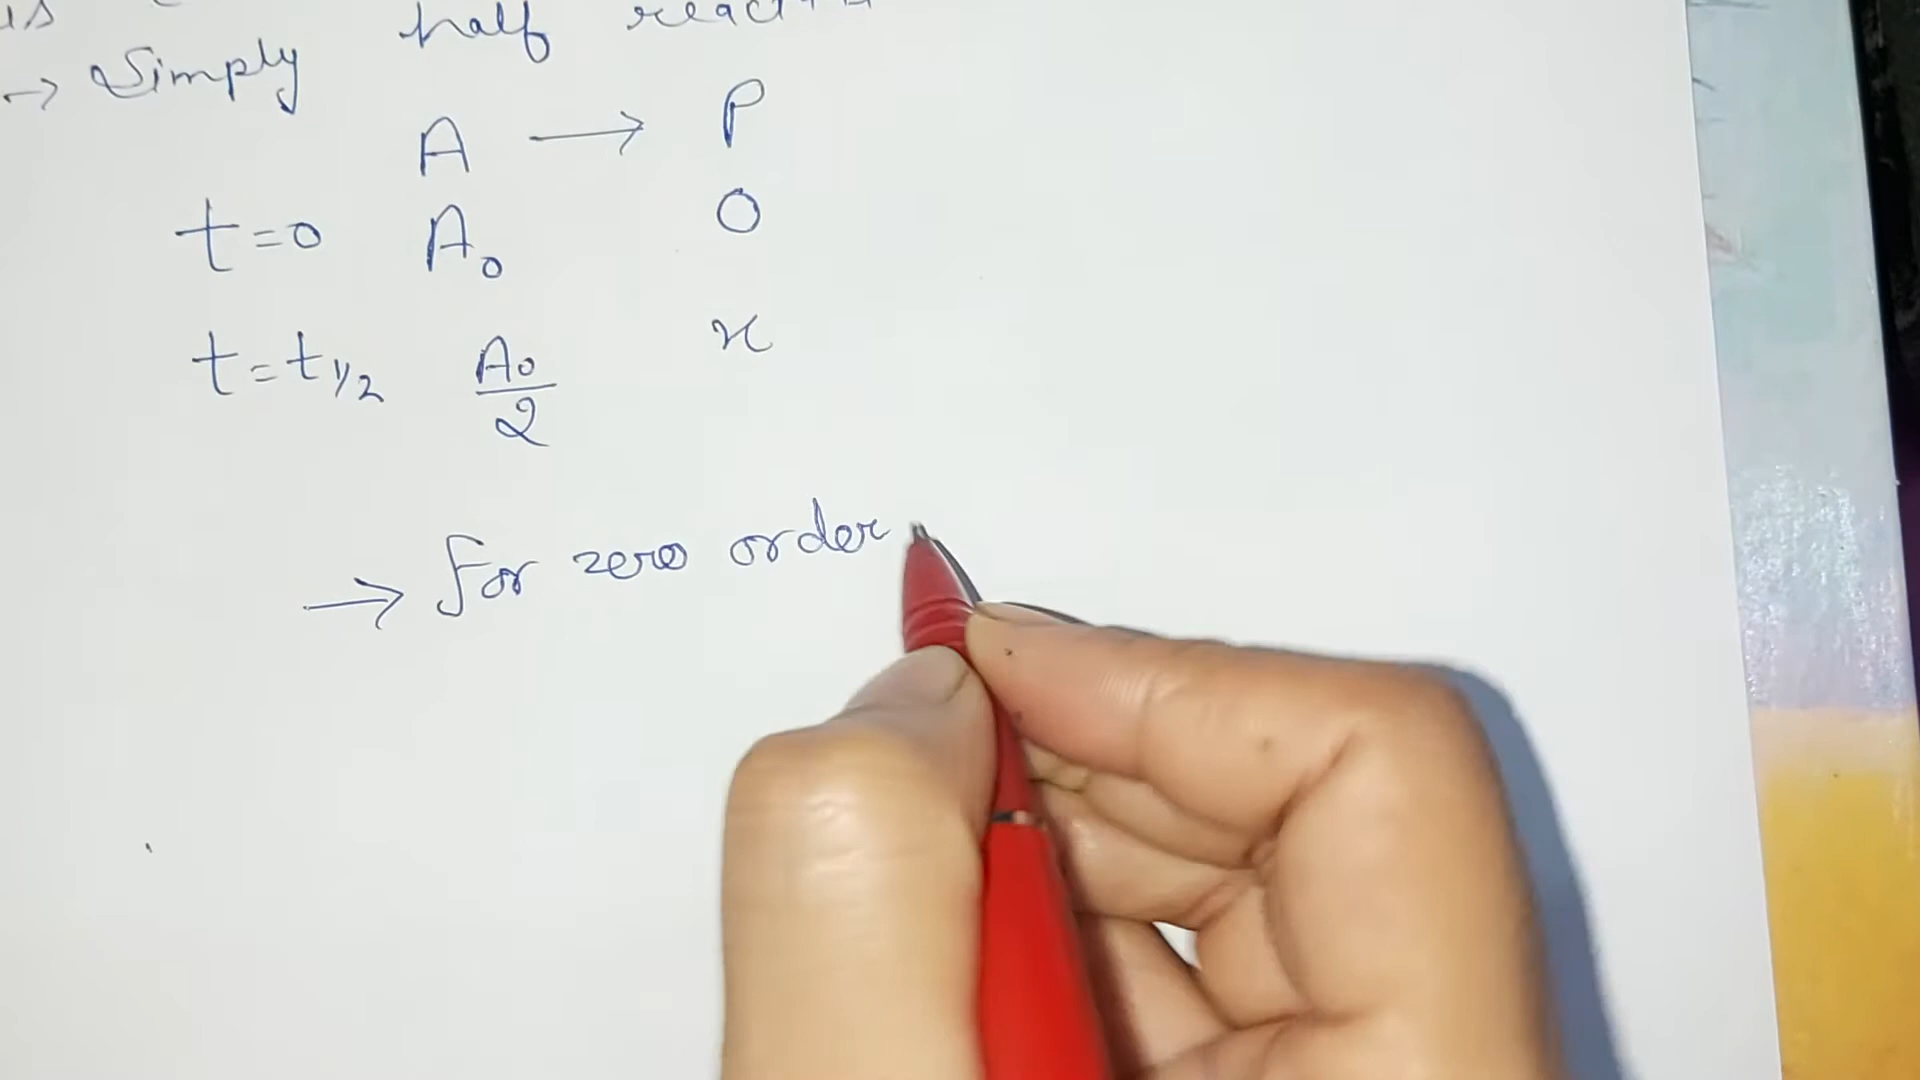 → Simply half
A → P
t=0 A₀ 0
t=t1/2 A₀/2 x
→ For zero order